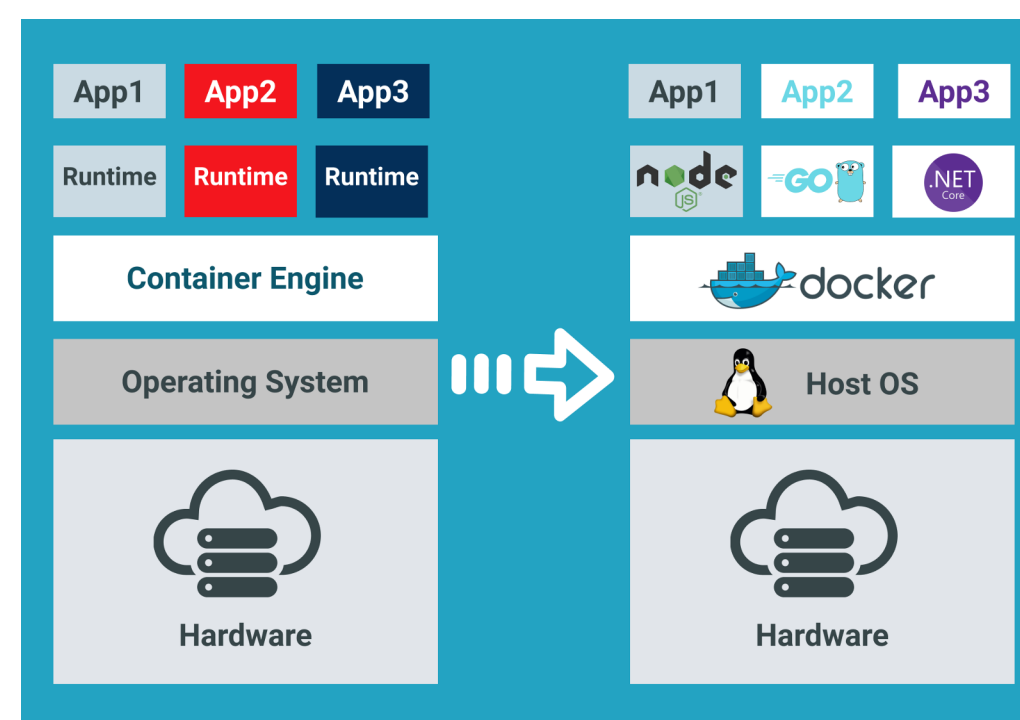 App1 App2 App3
Runtime Runtime Runtime
Container Engine
Operating System
Hardware
App1 App2 App3
node JS GO .NET Core
docker
Host OS
Hardware